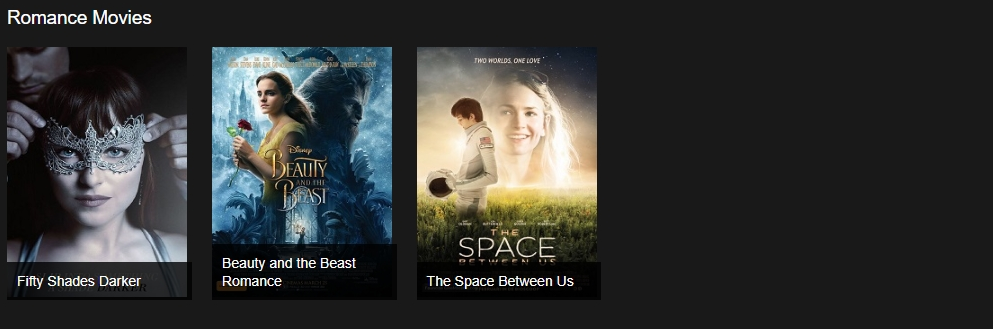 Romance Movies
TWO WORLDS, ONE LOVE
Disney
BEAUTY
AND THE
BEAST
THE
SPACE
BETWEEN US
Fifty Shades Darker
Beauty and the Beast
Romance
The Space Between Us